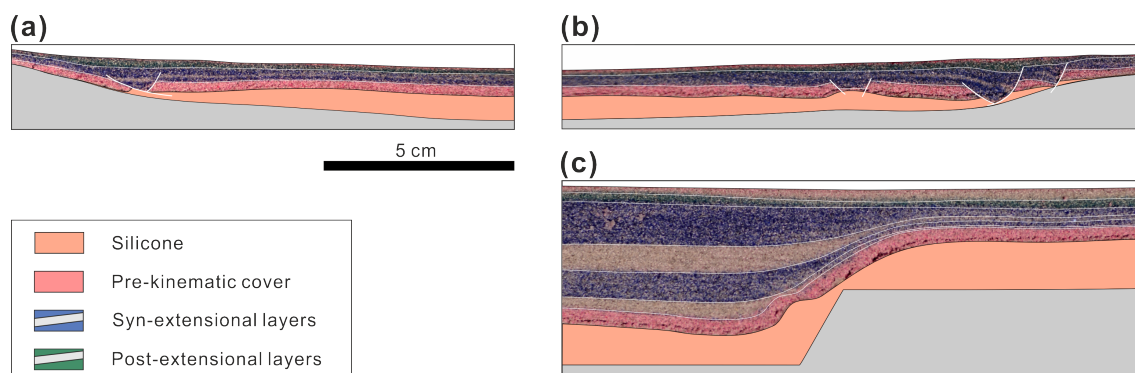 (a)
(b)
5 cm
(c)
Silicone
Pre-kinematic cover
Syn-extensional layers
Post-extensional layers